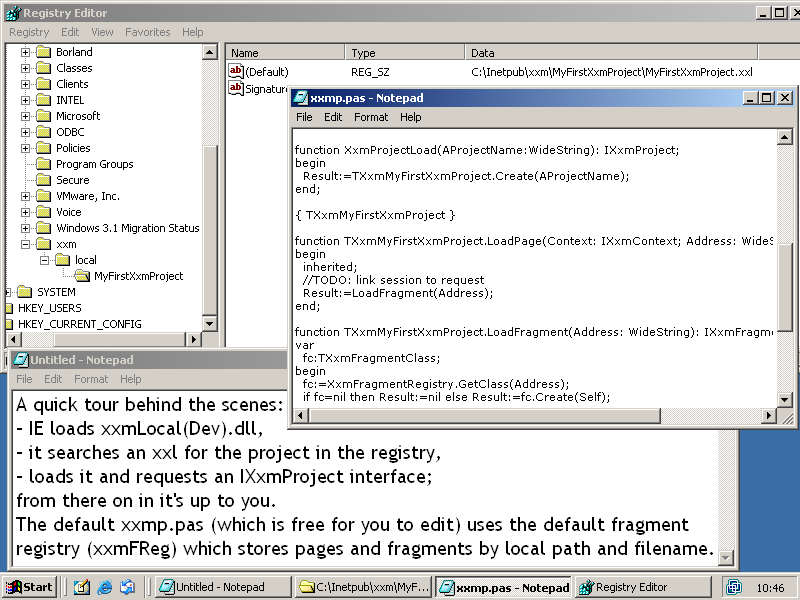 Registry Editor
Registry Edit View Favorites Help
Borland
Classes
Clients
INTEL
Microsoft
ODBC
Policies
Program Groups
Secure
VMware, Inc.
Voice
Windows 3.1 Migration Status
xxm
local
MyFirstXxmProject
SYSTEM
HKEY_USERS
HKEY_CURRENT_CONFIG
Name Type Data
(Default) REG_SZ C:\Inetpub\xxm\MyFirstXxmProject\MyFirstXxmProject.xxl
Signature
xxmp.pas - Notepad
File Edit Format Help
function XxmProjectLoad(AProjectName:WideString): IXxmProject;
begin
Result:=TXxmMyFirstXxmProject.Create(AProjectName);
end;
{ TXxmMyFirstXxmProject }
function TXxmMyFirstXxmProject.LoadPage(Context: IXxmContext; Address: WideS
begin
inherited;
//TODO: link session to request
Result:=LoadFragment(Address);
end;
function TXxmMyFirstXxmProject.LoadFragment(Address: WideString): IXxmFragme
var
fc:TXxmFragmentClass;
begin
fc:=XxmFragmentRegistry.GetClass(Address);
if fc=nil then Result:=nil else Result:=fc.Create(Self);
Untitled - Notepad
File Edit Format Help
A quick tour behind the scenes:
- IE loads xxmLocal(Dev).dll,
- it searches an xxl for the project in the registry,
- loads it and requests an IXxmProject interface;
from there on in it's up to you.
The default xxmp.pas (which is free for you to edit) uses the default fragment
registry (xxmFReg) which stores pages and fragments by local path and filename.
Start Untitled - Notepad C:\Inetpub\xxm\MyF... xxmp.pas - Notepad Registry Editor 10:46